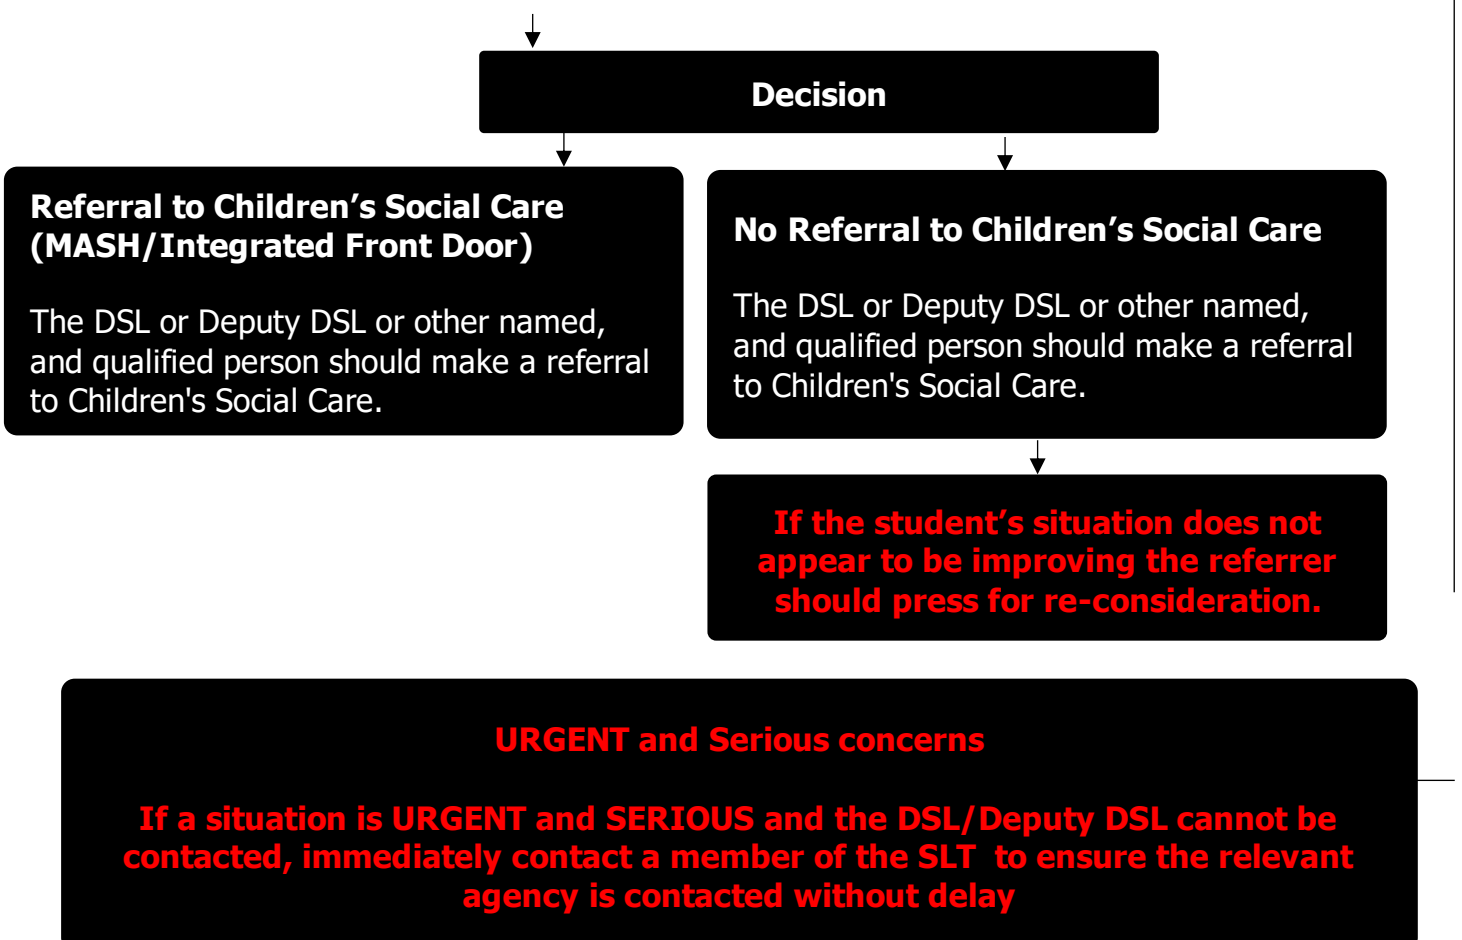 Decision
Referral to Children’s Social Care
(MASH/Integrated Front Door)
The DSL or Deputy DSL or other named,
and qualified person should make a referral
to Children's Social Care.
No Referral to Children’s Social Care
The DSL or Deputy DSL or other named,
and qualified person should make a referral
to Children's Social Care.
If the student’s situation does not
appear to be improving the referrer
should press for re-consideration.
URGENT and Serious concerns
If a situation is URGENT and SERIOUS and the DSL/Deputy DSL cannot be
contacted, immediately contact a member of the SLT to ensure the relevant
agency is contacted without delay